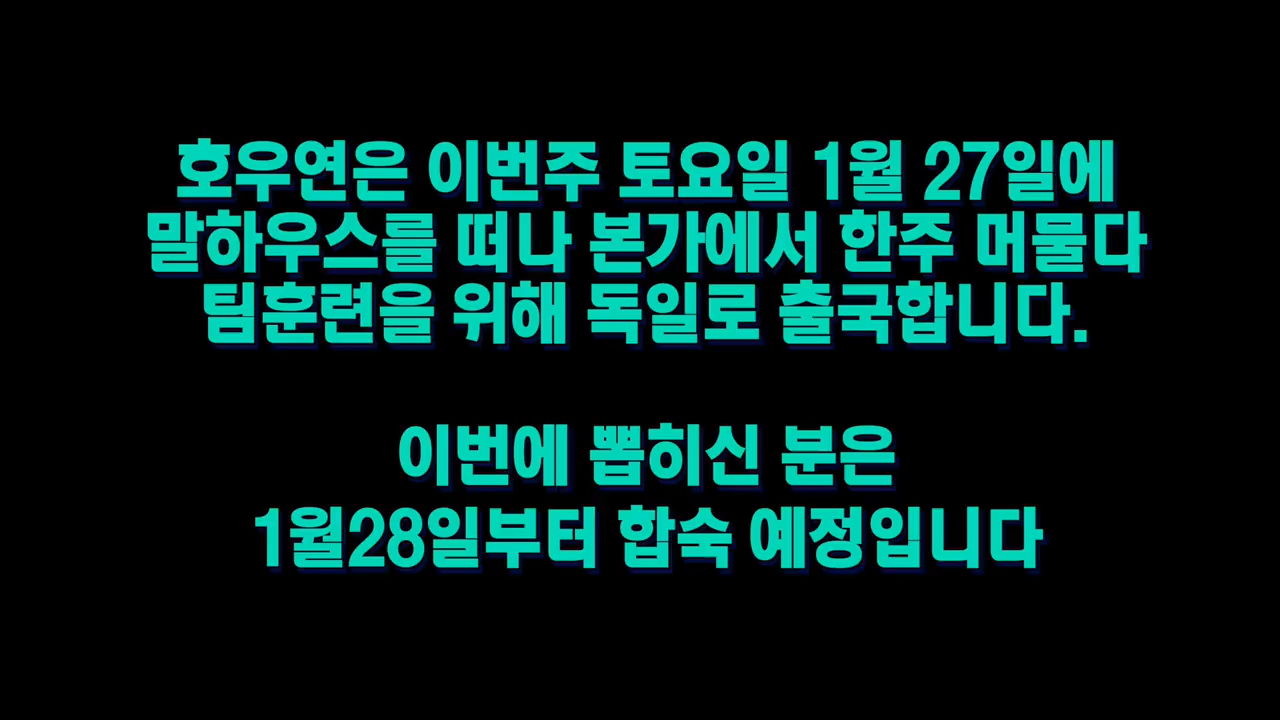 호우연은 이번주 토요일 1월 27일에
말하우스를 떠나 본가에서 한주 머물다
팀훈련을 위해 독일로 출국합니다.
이번에 뽑히신 분은
1월28일부터 합숙 예정입니다